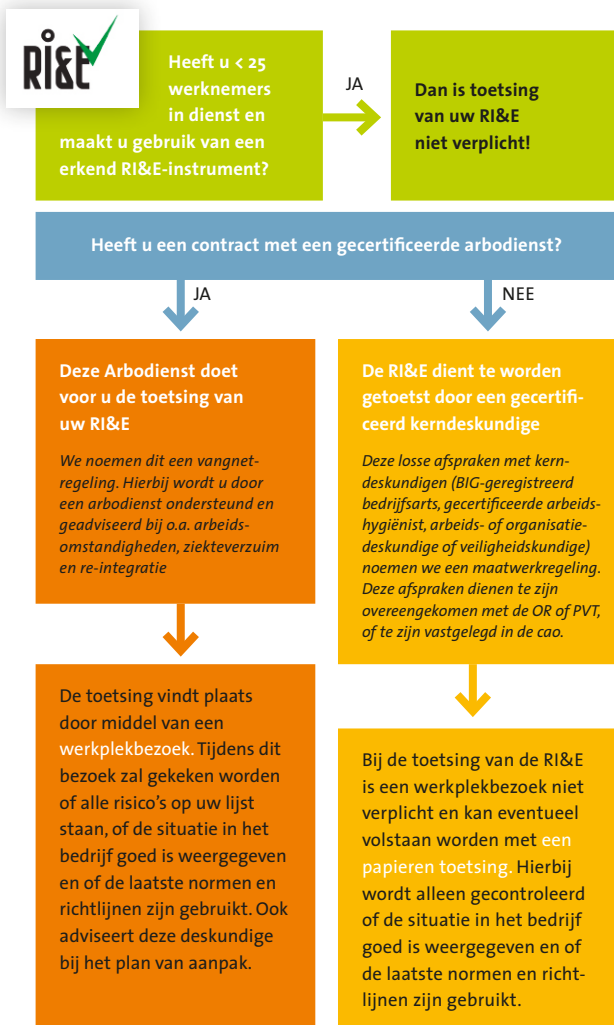 RI&E
Heeft u < 25
werknemers
in dienst en
maakt u gebruik van een
erkend RI&E-instrument?
JA
Dan is toetsing
van uw RI&E
niet verplicht!
Heeft u een contract met een gecertificeerde arbodienst?
JA
NEE
Deze Arbodienst doet
voor u de toetsing van
uw RI&E
We noemen dit een vangnet-
regeling. Hierbij wordt u door
een arbodienst ondersteund en
geadviseerd bij o.a. arbeids-
omstandigheden, ziekteverzuim
en re-integratie
De toetsing vindt plaats
door middel van een
werkplekbezoek. Tijdens dit
bezoek zal gekeken worden
of alle risico's op uw lijst
staan, of de situatie in het
bedrijf goed is weergegeven
en of de laatste normen en
richtlijnen zijn gebruikt. Ook
adviseert deze deskundige
bij het plan van aanpak.
De RI&E dient te worden
getoetst door een gecertifi-
ceerd kerndeskundige
Deze losse afspraken met kern-
deskundigen (BIG-geregistreerd
bedrijfsarts, gecertificeerde arbeids-
hygiënist, arbeids- of organisatie-
deskundige of veiligheidskundige)
noemen we een maatwerkregeling.
Deze afspraken dienen te zijn
overeengekomen met de OR of PVT,
of te zijn vastgelegd in de cao.
Bij de toetsing van de RI&E
is een werkplekbezoek niet
verplicht en kan eventueel
volstaan worden met een
papieren toetsing. Hierbij
wordt alleen gecontroleerd
of de situatie in het bedrijf
goed is weergegeven en of
de laatste normen en richt-
lijnen zijn gebruikt.